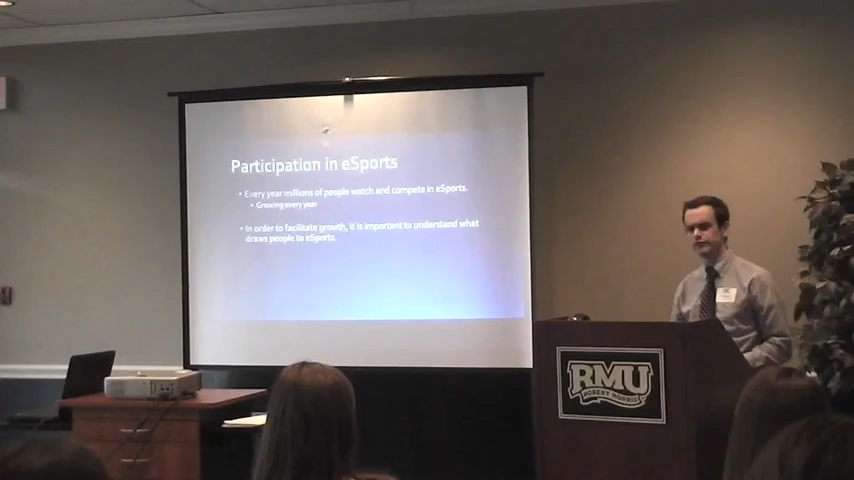 Participation in eSports
• Every year millions of people watch and compete in eSports.
• Growing every year
• In order to facilitate growth, it is important to understand what
draws people to eSports.
RMU
ROBERT MORRIS